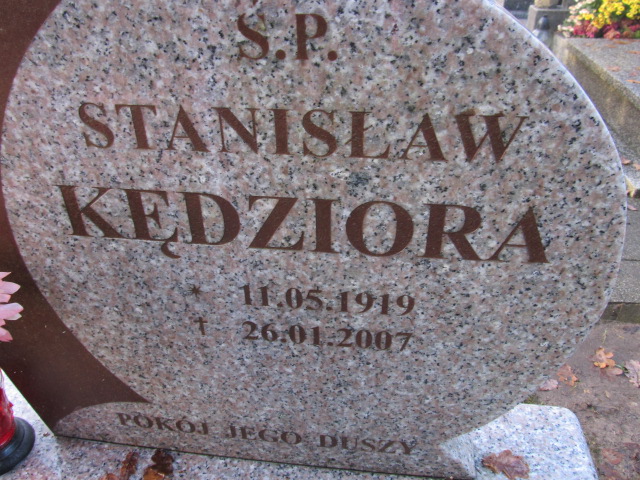 Ś.P.
STANISŁAW
KĘDZIORA
* 11.05.1919
† 26.01.2007
POKÓJ JEGO DUSZY